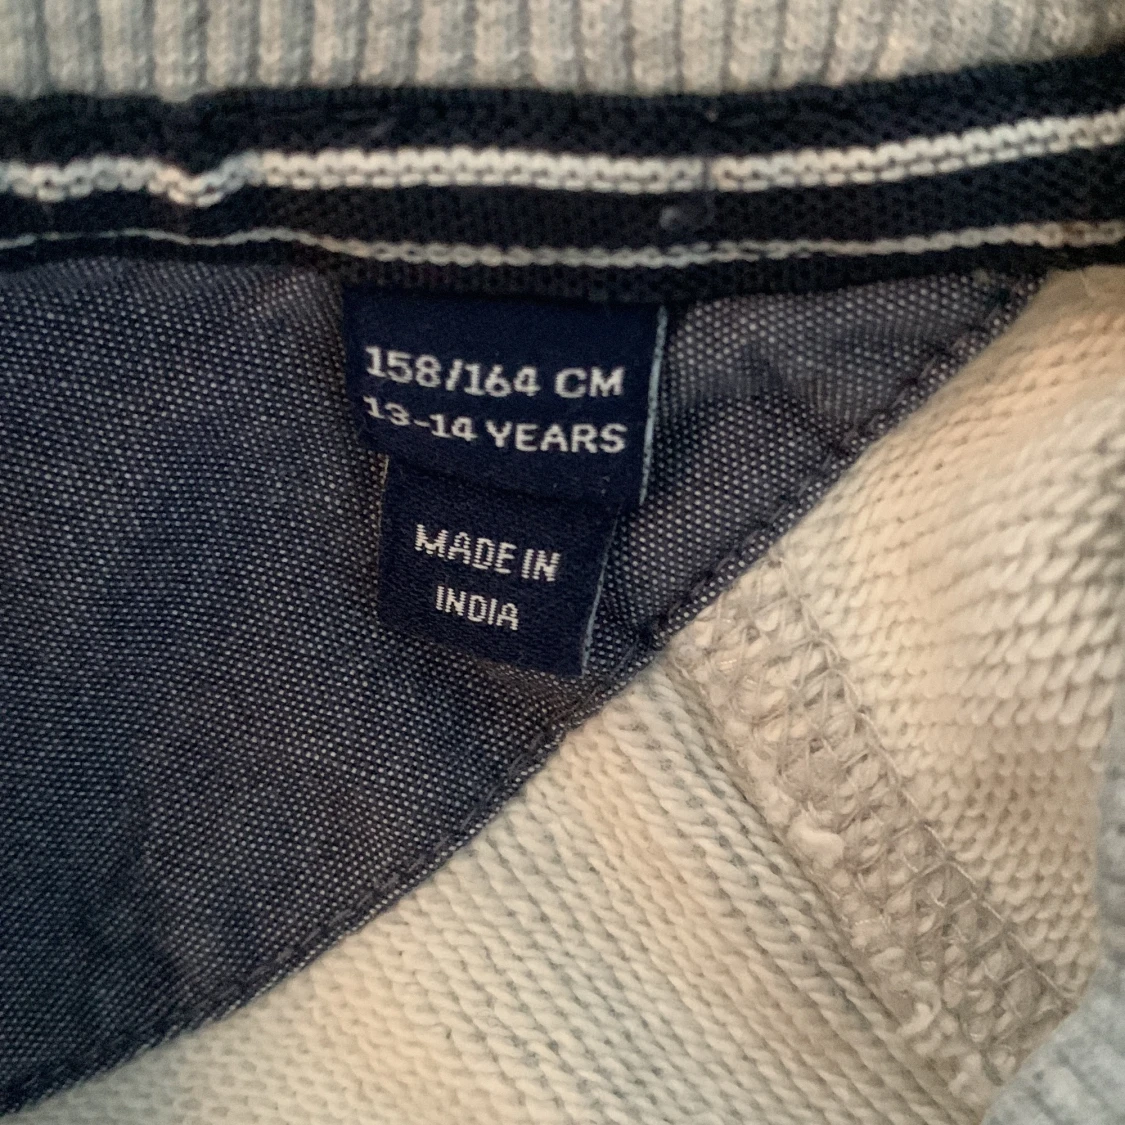 158/164 CM
13-14 YEARS
MADE IN
INDIA